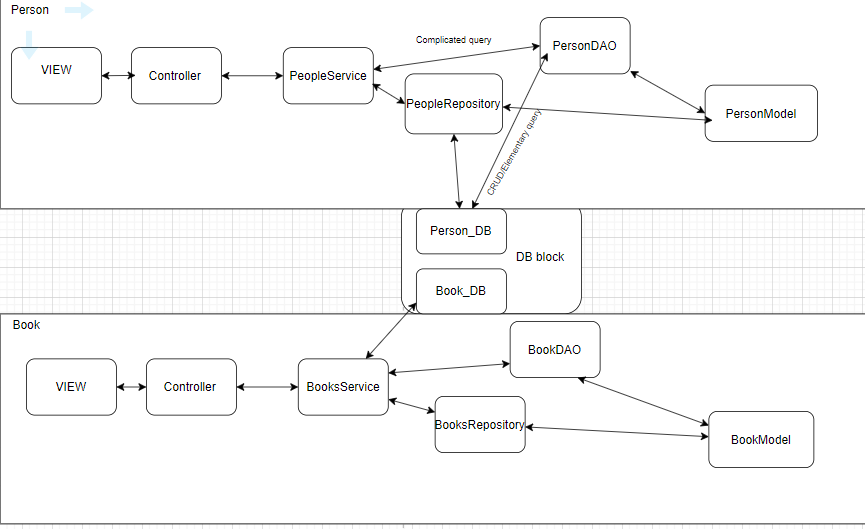 Person
VIEW
Controller
PeopleService
Complicated query
PersonDAO
PeopleRepository
PersonModel
CRUD/Elementary query
Person_DB
DB block
Book_DB
Book
VIEW
Controller
BooksService
BookDAO
BooksRepository
BookModel